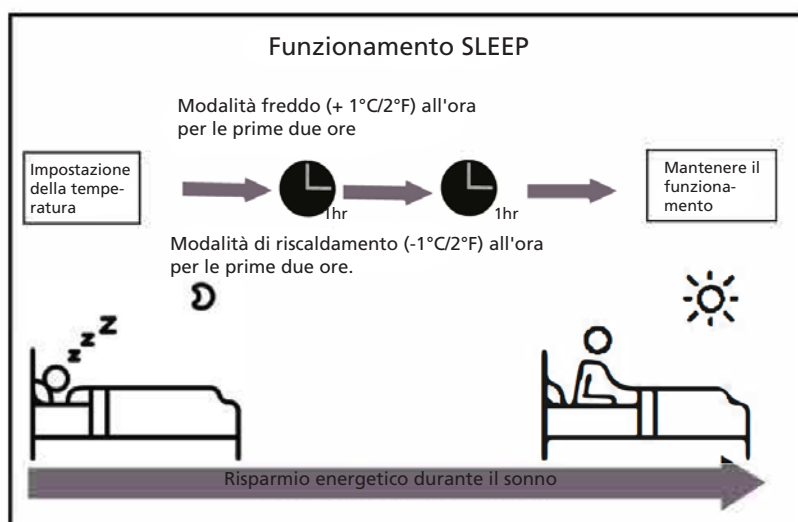 Funzionamento SLEEP
Modalità freddo (+ 1°C/2°F) all'ora
per le prime due ore
Impostazione
della tempe-
ratura
1hr
1hr
Mantenere il
funziona-
mento
Modalità di riscaldamento (-1°C/2°F) all'ora
per le prime due ore.
z z Z
Risparmio energetico durante il sonno